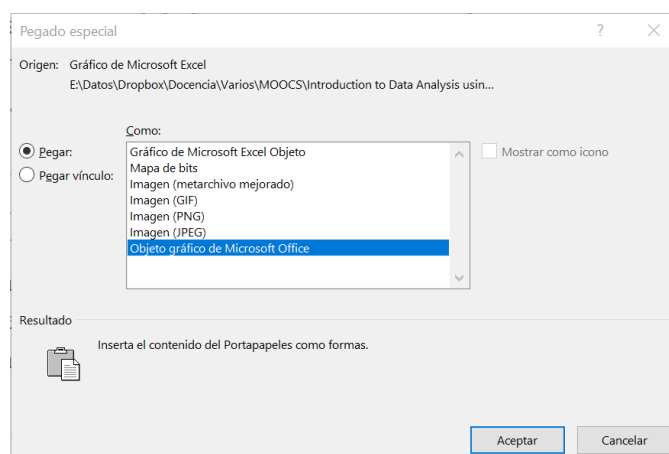 Pegado especial
Origen: Gráfico de Microsoft Excel
E:\Datos\Dropbox\Docencia\Varios\MOOCS\Introduction to Data Analysis usin...
Como:
Pegar:
Pegar vínculo:
Gráfico de Microsoft Excel Objeto
Mapa de bits
Imagen (metarchivo mejorado)
Imagen (GIF)
Imagen (PNG)
Imagen (JPEG)
Objeto gráfico de Microsoft Office
Mostrar como icono
Resultado
Inserta el contenido del Portapapeles como formas.
Aceptar
Cancelar